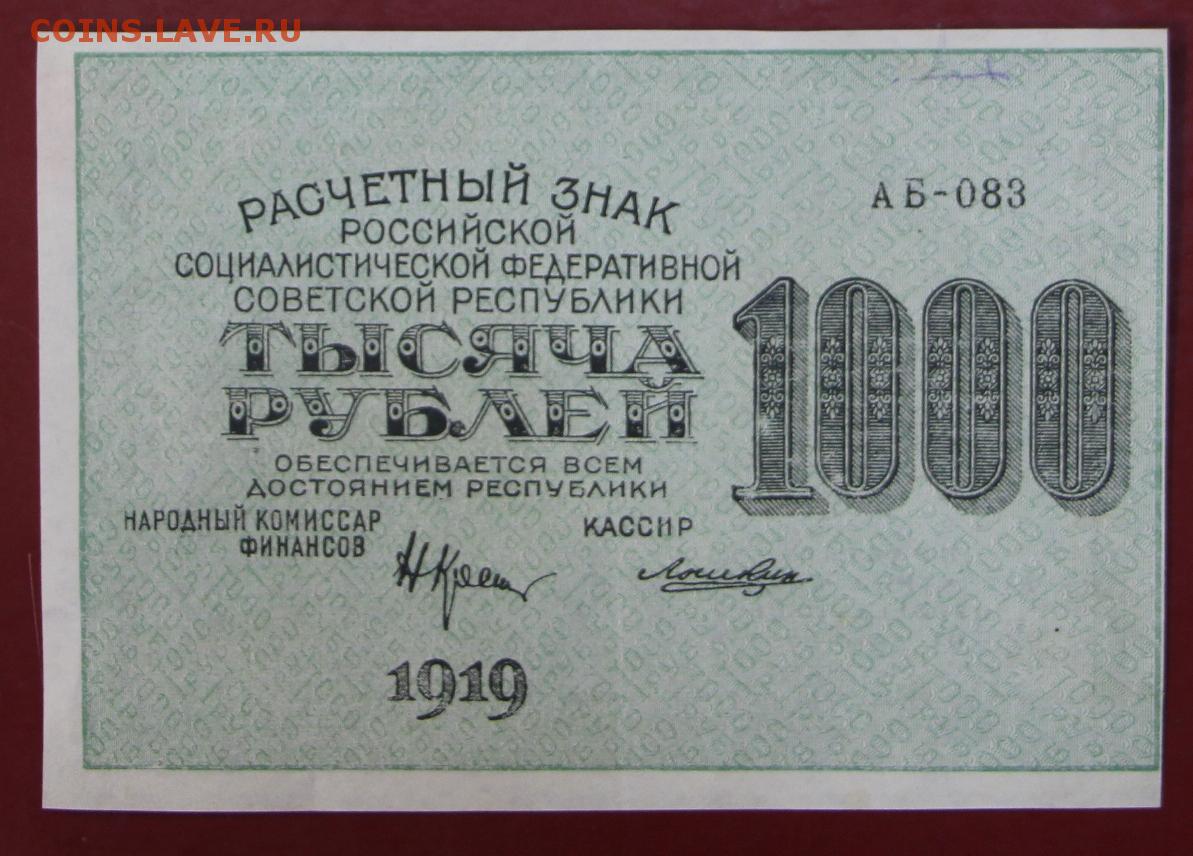 COINS.LAVE.RU
РАСЧЕТНЫЙ ЗНАК
РОССИЙСКОЙ
СОЦИАЛИСТИЧЕСКОЙ ФЕДЕРАТИВНОЙ
СОВЕТСКОЙ РЕСПУБЛИКИ
ТЫСЯЧА
РУБЛЕЙ
АБ-083
1000
ОБЕСПЕЧИВАЕТСЯ ВСЕМ
ДОСТОЯНИЕМ РЕСПУБЛИКИ
НАРОДНЫЙ КОМИССАР
ФИНАНСОВ
КАССИР
1919